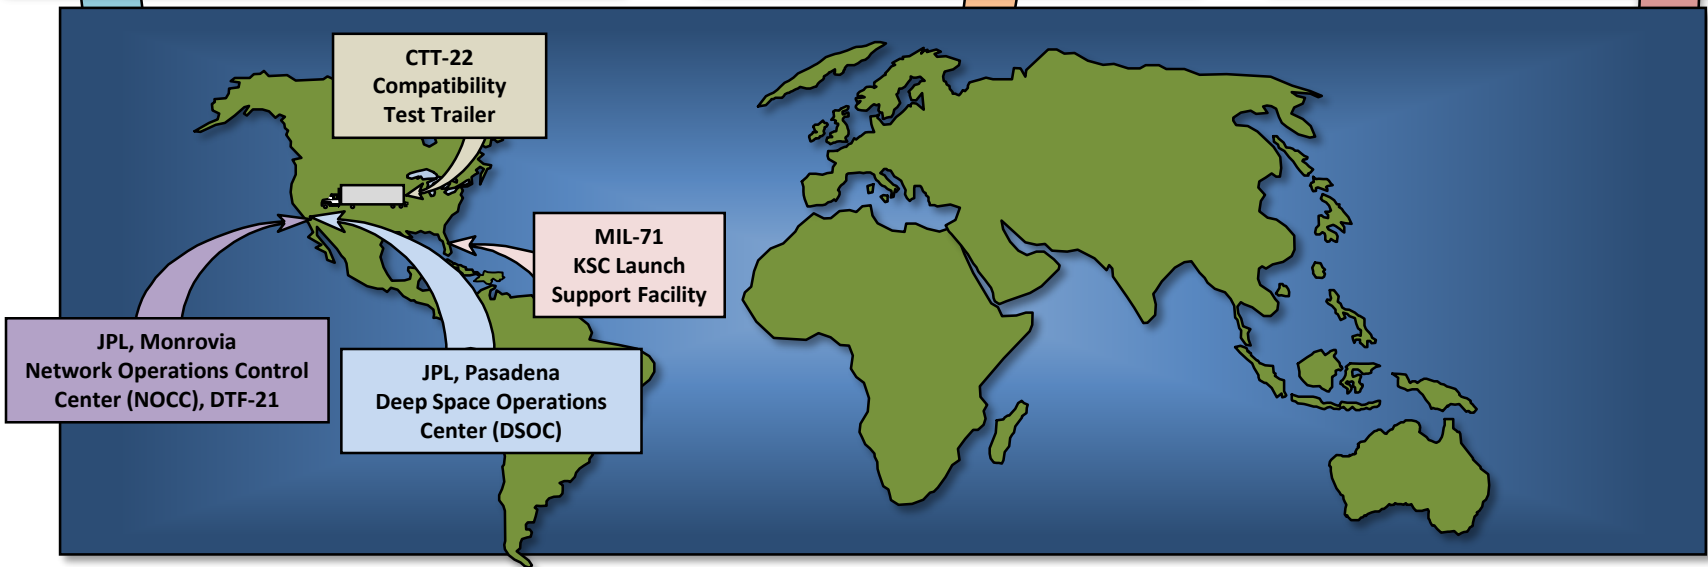 CTT-22
Compatibility
Test Trailer
MIL-71
KSC Launch
Support Facility
JPL, Monrovia
Network Operations Control
Center (NOCC), DTF-21
JPL, Pasadena
Deep Space Operations
Center (DSOC)